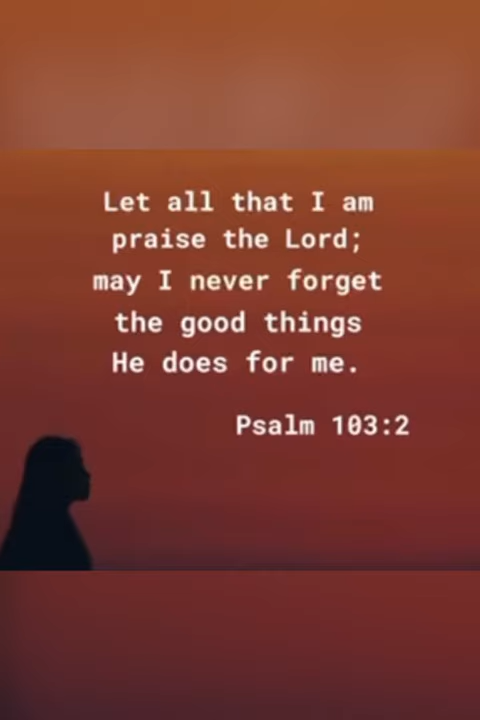 Let all that I am
praise the Lord;
may I never forget
the good things
He does for me.
Psalm 103:2